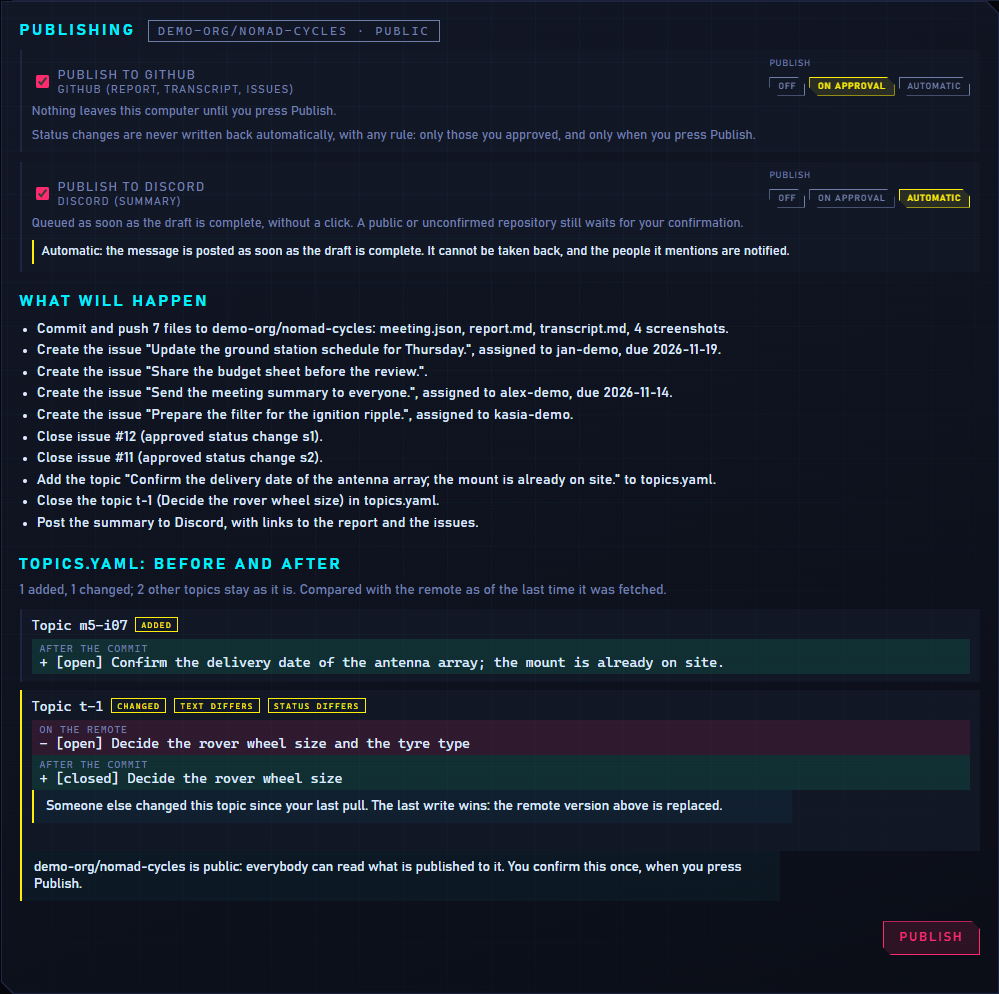 PUBLISHING
DEMO-ORG/NOMAD-CYCLES · PUBLIC
PUBLISH TO GITHUB
GITHUB (REPORT, TRANSCRIPT, ISSUES)
PUBLISH
OFF
ON APPROVAL
AUTOMATIC
Nothing leaves this computer until you press Publish.
Status changes are never written back automatically, with any rule: only those you approved, and only when you press Publish.
PUBLISH TO DISCORD
DISCORD (SUMMARY)
PUBLISH
OFF
ON APPROVAL
AUTOMATIC
Queued as soon as the draft is complete, without a click. A public or unconfirmed repository still waits for your confirmation.
Automatic: the message is posted as soon as the draft is complete. It cannot be taken back, and the people it mentions are notified.
WHAT WILL HAPPEN
• Commit and push 7 files to demo-org/nomad-cycles: meeting.json, report.md, transcript.md, 4 screenshots.
• Create the issue "Update the ground station schedule for Thursday.", assigned to jan-demo, due 2026-11-19.
• Create the issue "Share the budget sheet before the review.".
• Create the issue "Send the meeting summary to everyone.", assigned to alex-demo, due 2026-11-14.
• Create the issue "Prepare the filter for the ignition ripple.", assigned to kasia-demo.
• Close issue #12 (approved status change s1).
• Close issue #11 (approved status change s2).
• Add the topic "Confirm the delivery date of the antenna array; the mount is already on site." to topics.yaml.
• Close the topic t-1 (Decide the rover wheel size) in topics.yaml.
• Post the summary to Discord, with links to the report and the issues.
TOPICS.YAML: BEFORE AND AFTER
1 added, 1 changed; 2 other topics stay as it is. Compared with the remote as of the last time it was fetched.
Topic m5-i07 ADDED
AFTER THE COMMIT
+ [open] Confirm the delivery date of the antenna array; the mount is already on site.
Topic t-1 CHANGED TEXT DIFFERS STATUS DIFFERS
ON THE REMOTE
- [open] Decide the rover wheel size and the tyre type
AFTER THE COMMIT
+ [closed] Decide the rover wheel size
Someone else changed this topic since your last pull. The last write wins: the remote version above is replaced.
demo-org/nomad-cycles is public: everybody can read what is published to it. You confirm this once, when you press
Publish.
PUBLISH